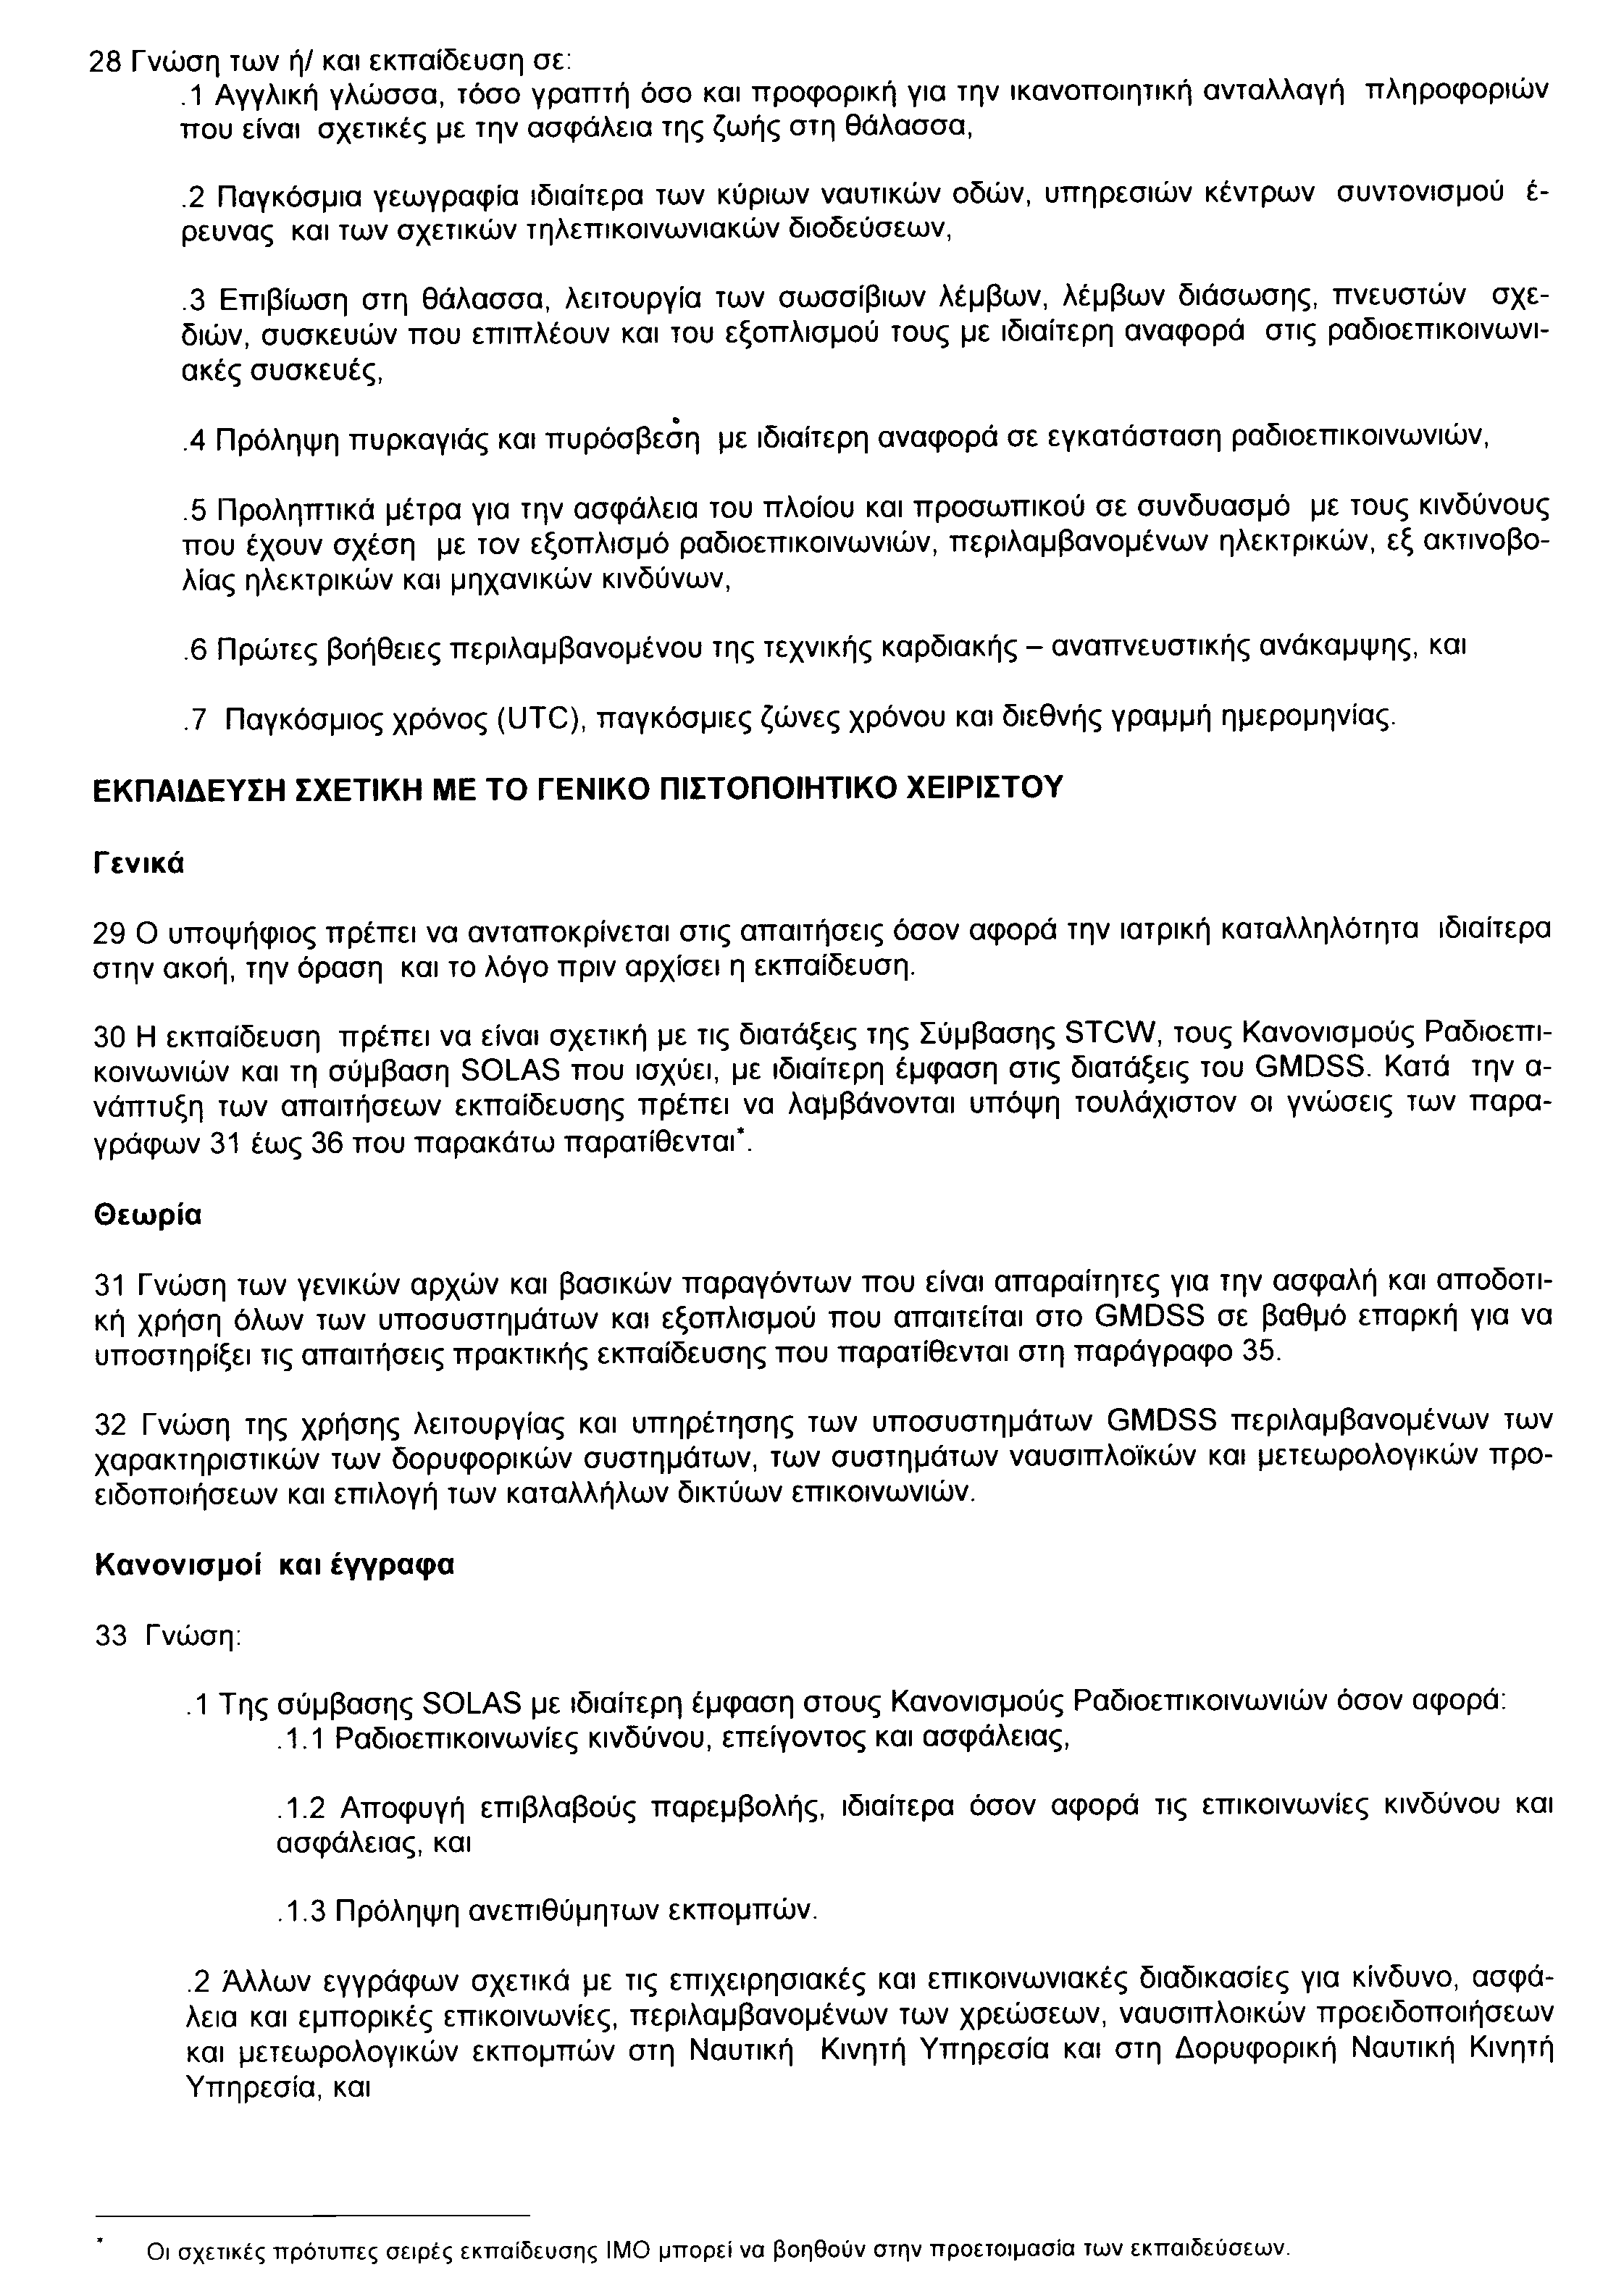 28 Γνώση των ή/ και εκπαίδευση σε:
.1 Αγγλική γλώσσα, τόσο γραπτή όσο και προφορική για την ικανοποιητική ανταλλαγή πληροφοριών
που είναι σχετικές με την ασφάλεια της ζωής στη θάλασσα,
.2 Παγκόσμια γεωγραφία ιδιαίτερα των κύριων ναυτικών οδών, υπηρεσιών κέντρων συντονισμού έ-
ρευνας και των σχετικών τηλεπικοινωνιακών διοδεύσεων,
.3 Επιβίωση στη θάλασσα, λειτουργία των σωσσίβιων λέμβων, λέμβων διάσωσης, πνευστών σχε-
διών, συσκευών που επιπλέουν και του εξοπλισμού τους με ιδιαίτερη αναφορά στις ραδιοεπικοινωνι-
ακές συσκευές,
.4 Πρόληψη πυρκαγιάς και πυρόσβεση με ιδιαίτερη αναφορά σε εγκατάσταση ραδιοεπικοινωνιών,
.5 Προληπτικά μέτρα για την ασφάλεια του πλοίου και προσωπικού σε συνδυασμό με τους κινδύνους
που έχουν σχέση με τον εξοπλισμό ραδιοεπικοινωνιών, περιλαμβανομένων ηλεκτρικών, εξ ακτινοβο-
λίας ηλεκτρικών και μηχανικών κινδύνων,
.6 Πρώτες βοήθειες περιλαμβανομένου της τεχνικής καρδιακής – αναπνευστικής ανάκαμψης, και
.7 Παγκόσμιος χρόνος (UTC), παγκόσμιες ζώνες χρόνου και διεθνής γραμμή ημερομηνίας.
ΕΚΠΑΙΔΕΥΣΗ ΣΧΕΤΙΚΗ ΜΕ ΤΟ ΓΕΝΙΚΟ ΠΙΣΤΟΠΟΙΗΤΙΚΟ ΧΕΙΡΙΣΤΟΥ
Γενικά
29 Ο υποψήφιος πρέπει να ανταποκρίνεται στις απαιτήσεις όσον αφορά την ιατρική καταλληλότητα ιδιαίτερα
στην ακοή, την όραση και το λόγο πριν αρχίσει η εκπαίδευση.
30 Η εκπαίδευση πρέπει να είναι σχετική με τις διατάξεις της Σύμβασης STCW, τους Κανονισμούς Ραδιοεπι-
κοινωνιών και τη σύμβαση SOLAS που ισχύει, με ιδιαίτερη έμφαση στις διατάξεις του GMDSS. Κατά την α-
νάπτυξη των απαιτήσεων εκπαίδευσης πρέπει να λαμβάνονται υπόψη τουλάχιστον οι γνώσεις των παρα-
γράφων 31 έως 36 που παρακάτω παρατίθενται*.
Θεωρία
31 Γνώση των γενικών αρχών και βασικών παραγόντων που είναι απαραίτητες για την ασφαλή και αποδοτι-
κή χρήση όλων των υποσυστημάτων και εξοπλισμού που απαιτείται στο GMDSS σε βαθμό επαρκή για να
υποστηρίξει τις απαιτήσεις πρακτικής εκπαίδευσης που παρατίθενται στη παράγραφο 35.
32 Γνώση της χρήσης λειτουργίας και υπηρέτησης των υποσυστημάτων GMDSS περιλαμβανομένων των
χαρακτηριστικών των δορυφορικών συστημάτων, των συστημάτων ναυσιπλοϊκών και μετεωρολογικών προ-
ειδοποιήσεων και επιλογή των καταλλήλων δικτύων επικοινωνιών.
Κανονισμοί και έγγραφα
33 Γνώση:
.1 Της σύμβασης SOLAS με ιδιαίτερη έμφαση στους Κανονισμούς Ραδιοεπικοινωνιών όσον αφορά:
.1.1 Ραδιοεπικοινωνίες κινδύνου, επείγοντος και ασφάλειας,
.1.2 Αποφυγή επιβλαβούς παρεμβολής, ιδιαίτερα όσον αφορά τις επικοινωνίες κινδύνου και
ασφάλειας, και
.1.3 Πρόληψη ανεπιθύμητων εκπομπών.
.2 Άλλων εγγράφων σχετικά με τις επιχειρησιακές και επικοινωνιακές διαδικασίες για κίνδυνο, ασφά-
λεια και εμπορικές επικοινωνίες, περιλαμβανομένων των χρεώσεων, ναυσιπλοικών προειδοποιήσεων
και μετεωρολογικών εκπομπών στη Ναυτική Κινητή Υπηρεσία και στη Δορυφορική Ναυτική Κινητή
Υπηρεσία, και
* Οι σχετικές πρότυπες σειρές εκπαίδευσης ΙΜΟ μπορεί να βοηθούν στην προετοιμασία των εκπαιδεύσεων.